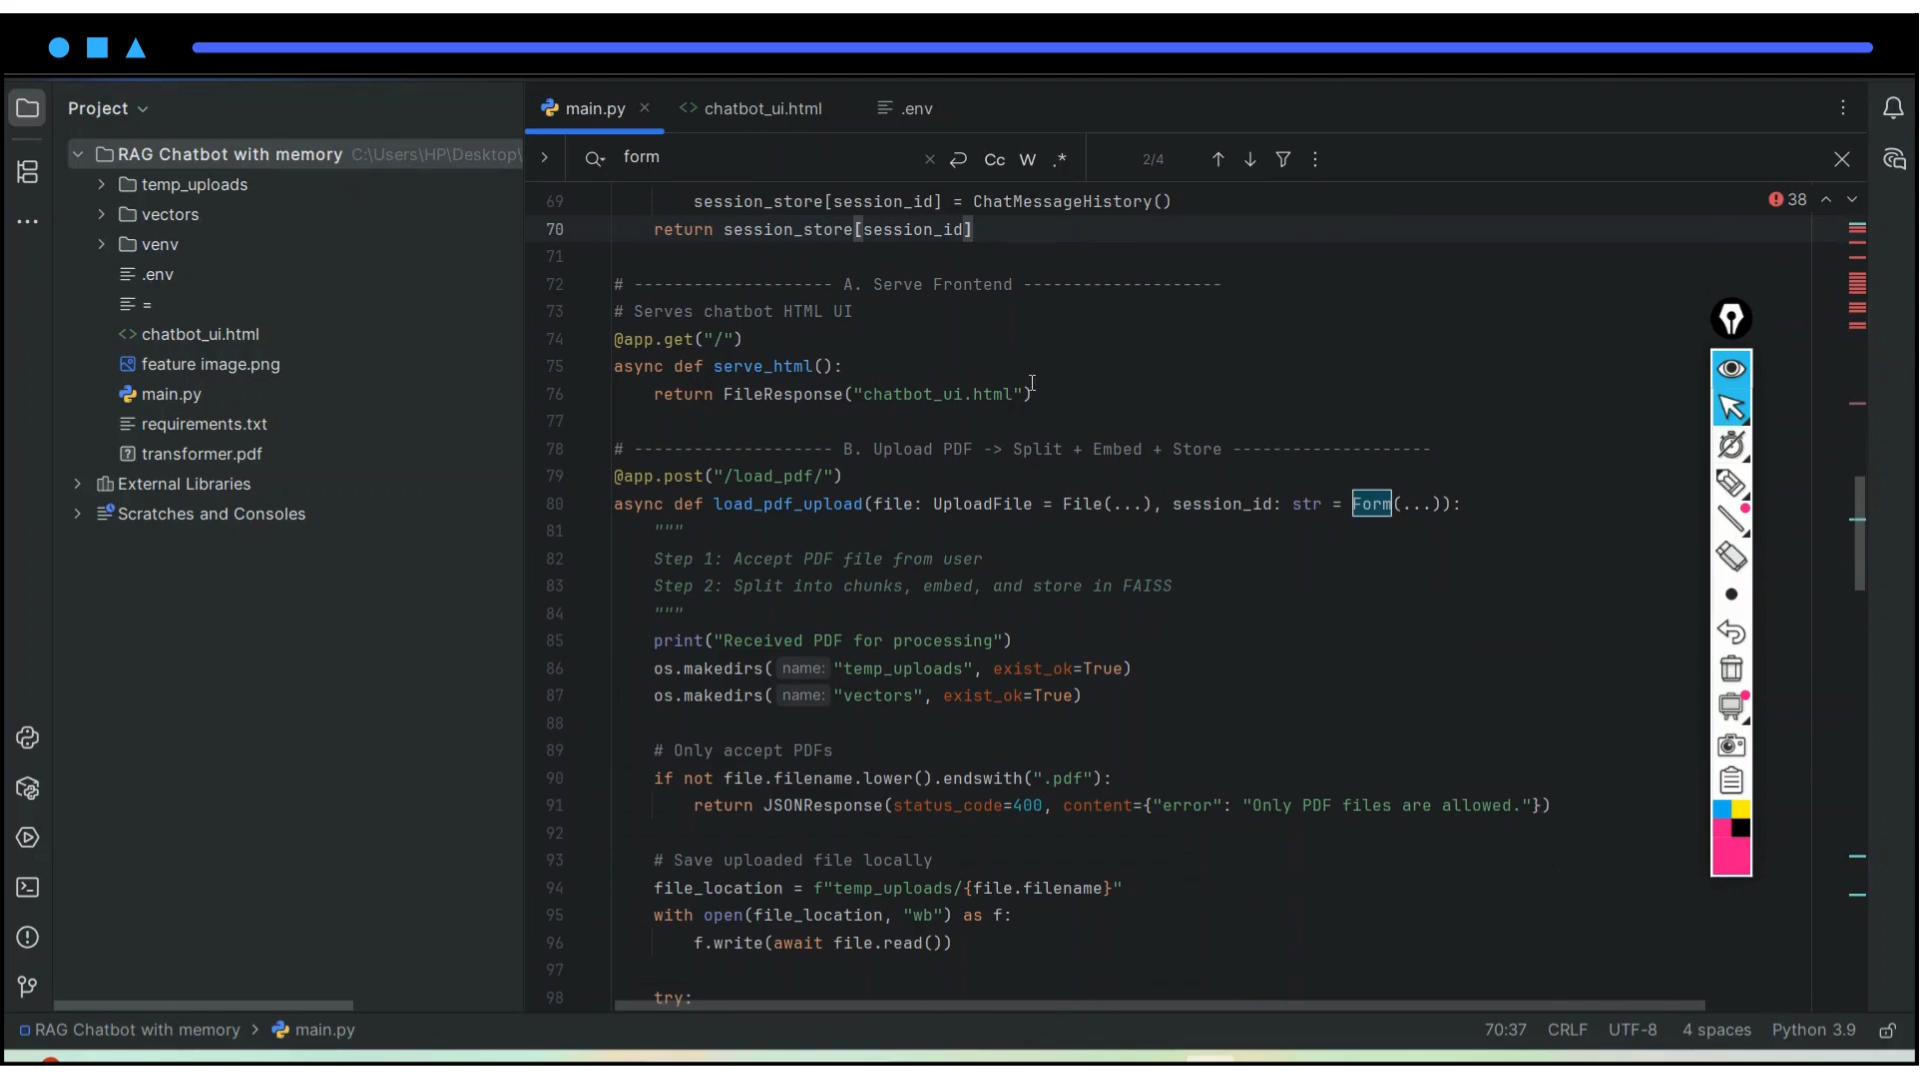 Project
main.py
chatbot_ui.html
.env
RAG Chatbot with memory C:\Users\HP\Desktop\
temp_uploads
vectors
venv
.env
=
chatbot_ui.html
feature image.png
main.py
requirements.txt
transformer.pdf
External Libraries
Scratches and Consoles
form
Cc W .*
2/4
38
69 session_store[session_id] = ChatMessageHistory()
70 return session_store[session_id]
71
72 # -------------------- A. Serve Frontend --------------------
73 # Serves chatbot HTML UI
74 @app.get("/")
75 async def serve_html():
76 return FileResponse("chatbot_ui.html")
77
78 # -------------------- B. Upload PDF -> Split + Embed + Store --------------------
79 @app.post("/load_pdf/")
80 async def load_pdf_upload(file: UploadFile = File(...), session_id: str = Form(...)):
81 """
82 Step 1: Accept PDF file from user
83 Step 2: Split into chunks, embed, and store in FAISS
84 """
85 print("Received PDF for processing")
86 os.makedirs( name: "temp_uploads", exist_ok=True)
87 os.makedirs( name: "vectors", exist_ok=True)
88
89 # Only accept PDFs
90 if not file.filename.lower().endswith(".pdf"):
91 return JSONResponse(status_code=400, content={"error": "Only PDF files are allowed."})
92
93 # Save uploaded file locally
94 file_location = f"temp_uploads/{file.filename}"
95 with open(file_location, "wb") as f:
96 f.write(await file.read())
97
98 try:
RAG Chatbot with memory > main.py
70:37 CRLF UTF-8 4 spaces Python 3.9